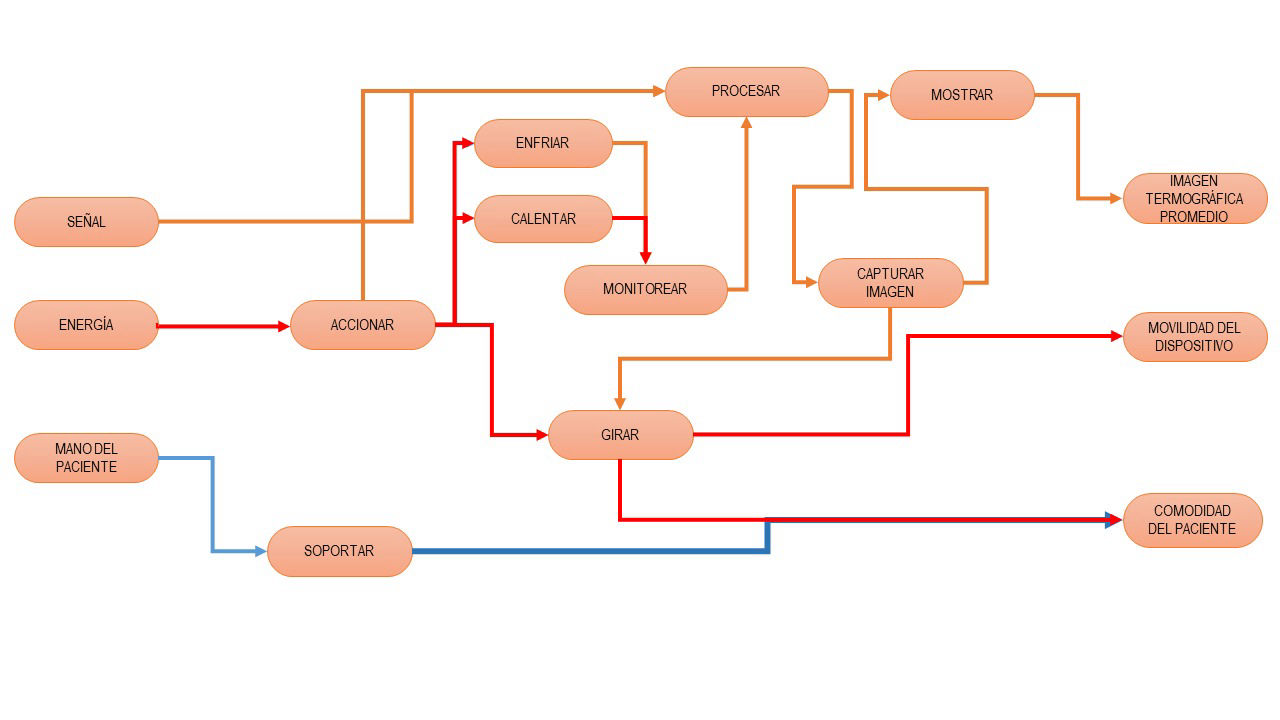 PROCESAR
MOSTRAR
ENFRIAR
IMAGEN
TERMOGRÁFICA
PROMEDIO
SEÑAL
CALENTAR
MONITOREAR
CAPTURAR
IMAGEN
ENERGÍA
ACCIONAR
MOVILIDAD DEL
DISPOSITIVO
GIRAR
MANO DEL
PACIENTE
COMODIDAD
DEL PACIENTE
SOPORTAR